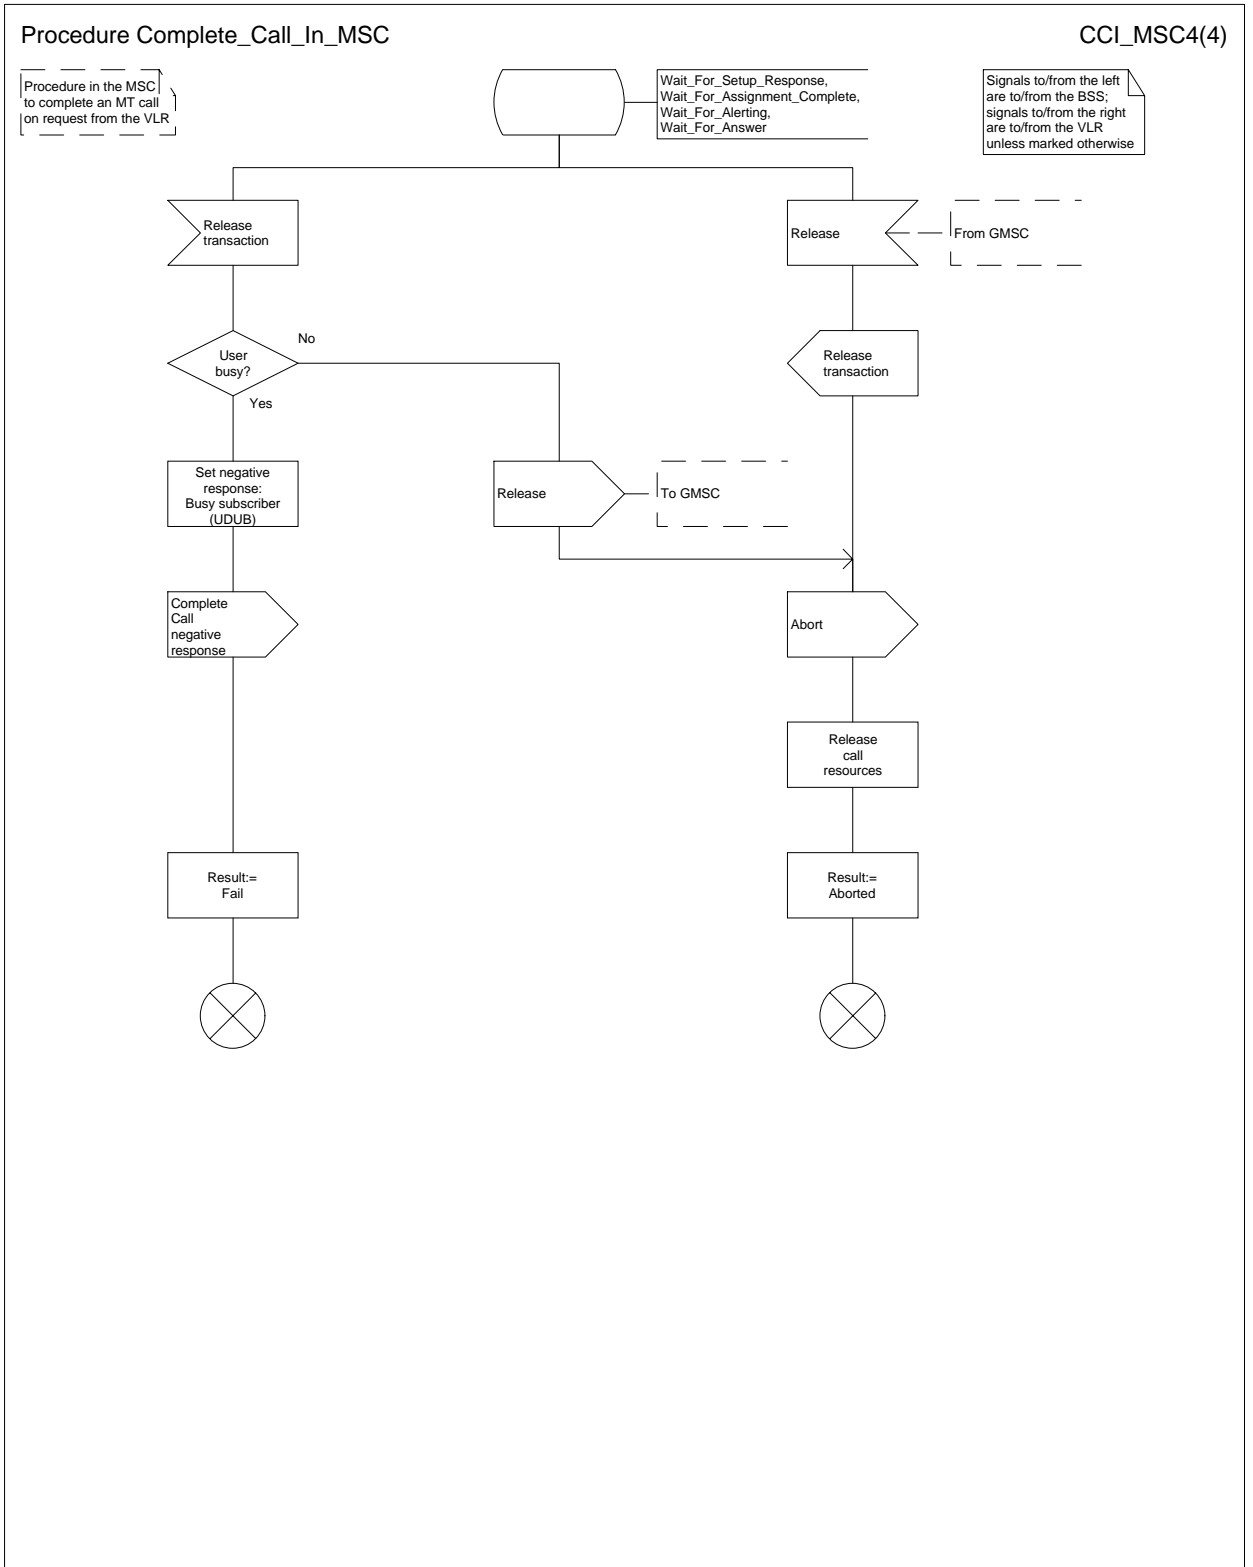 Procedure Complete_Call_In_MSC
CCI_MSC4(4)
Procedure in the MSC
to complete an MT call
on request from the VLR
Wait_For_Setup_Response,
Wait_For_Assignment_Complete,
Wait_For_Alerting,
Wait_For_Answer
Signals to/from the left
are to/from the BSS;
signals to/from the right
are to/from the VLR
unless marked otherwise
Release
transaction
Release
From GMSC
User
busy?
No
Yes
Release
transaction
Set negative
response:
Busy subscriber
(UDUB)
Release
To GMSC
Complete
Call
negative
response
Abort
Release
call
resources
Result:=
Fail
Result:=
Aborted